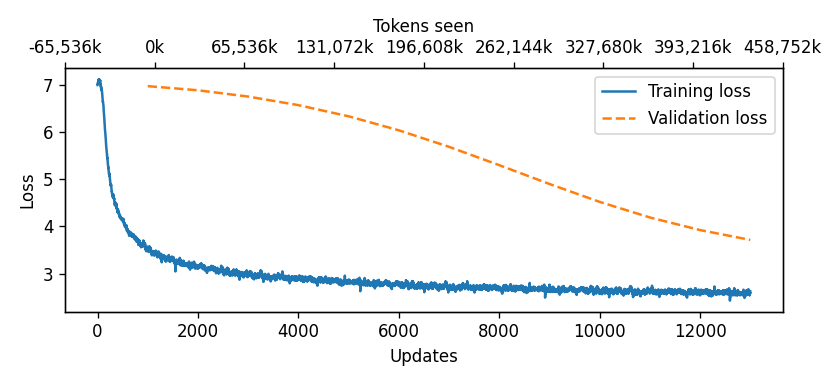 Tokens seen
-65,536k 0k 65,536k 131,072k 196,608k 262,144k 327,680k 393,216k 458,752k
7
Training loss
Validation loss
6
5
Loss
4
3
0 2000 4000 6000 8000 10000 12000
Updates